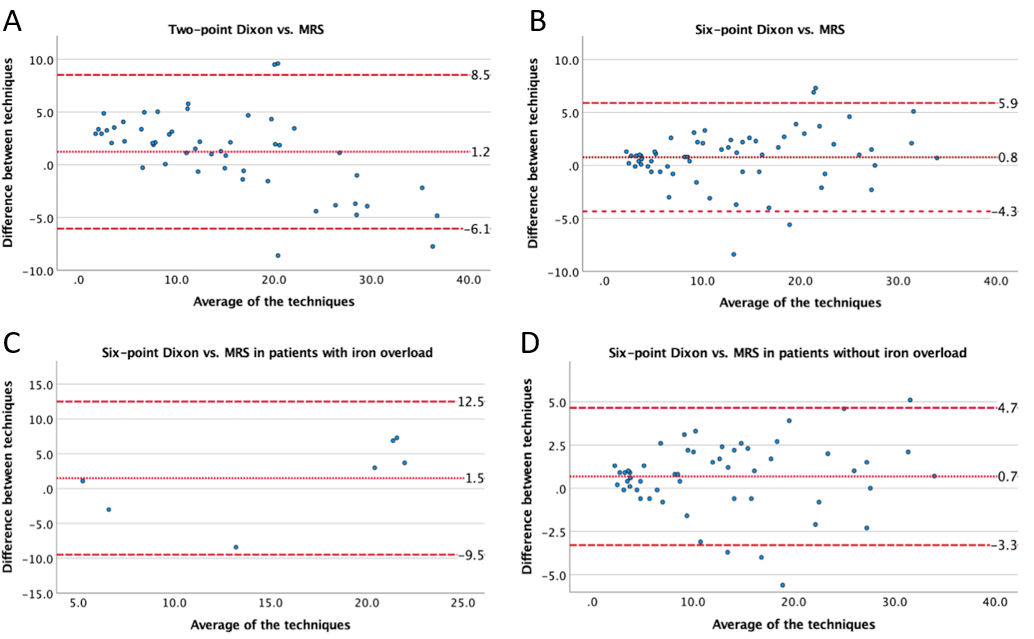 A
Two-point Dixon vs. MRS
Difference between techniques
10.0
5.0
.0
-5.0
-10.0
8.5
1.2
-6.1
.0 10.0 20.0 30.0 40.0
Average of the techniques
B
Six-point Dixon vs. MRS
Difference between techniques
10.0
5.0
.0
-5.0
-10.0
5.9
0.8
-4.3
.0 10.0 20.0 30.0 40.0
Average of the techniques
C
Six-point Dixon vs. MRS in patients with iron overload
Difference between techniques
15.0
10.0
5.0
.0
-5.0
-10.0
-15.0
12.5
1.5
-9.5
5.0 10.0 15.0 20.0 25.0
Average of the techniques
D
Six-point Dixon vs. MRS in patients without iron overload
Difference between techniques
5.0
2.5
.0
-2.5
-5.0
4.7
0.7
-3.3
.0 10.0 20.0 30.0 40.0
Average of the techniques